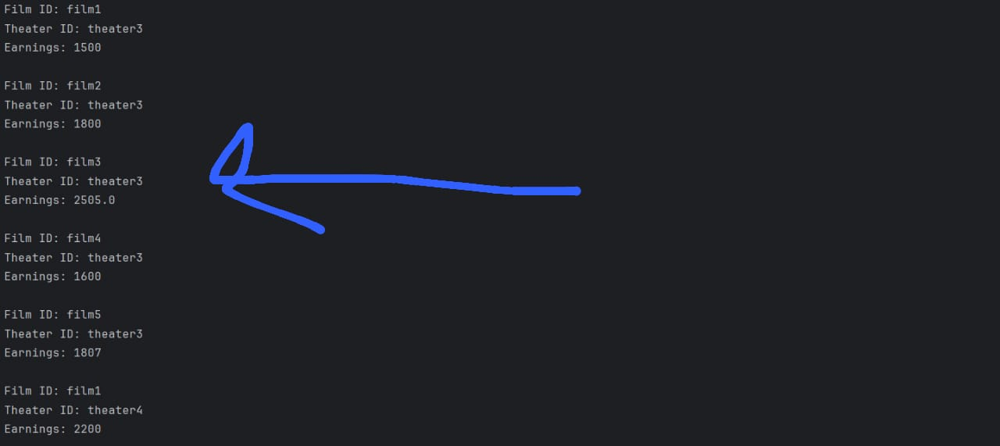 Film ID: film1
Theater ID: theater3
Earnings: 1500
Film ID: film2
Theater ID: theater3
Earnings: 1800
Film ID: film3
Theater ID: theater3
Earnings: 2505.0
Film ID: film4
Theater ID: theater3
Earnings: 1600
Film ID: film5
Theater ID: theater3
Earnings: 1807
Film ID: film1
Theater ID: theater4
Earnings: 2200